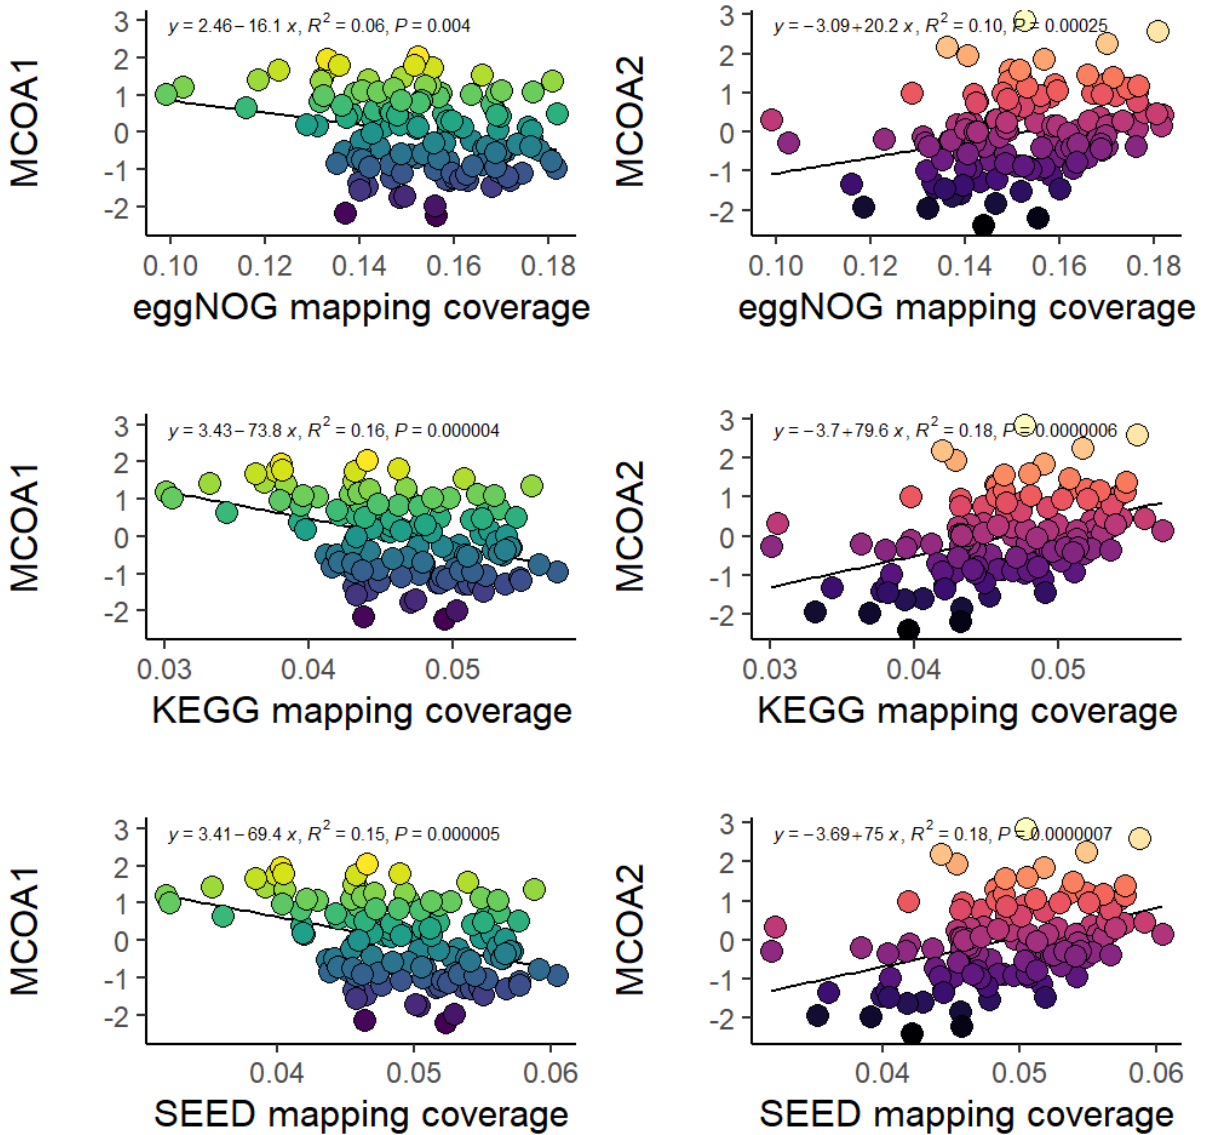 y = 2.46 − 16.1 x, R² = 0.06, P = 0.004
3
2
1
0
-1
-2
MCOA1
0.10 0.12 0.14 0.16 0.18
eggNOG mapping coverage
y = −3.09 + 20.2 x, R² = 0.10, P = 0.00025
3
2
1
0
-1
-2
MCOA2
0.10 0.12 0.14 0.16 0.18
eggNOG mapping coverage
y = 3.43 − 73.8 x, R² = 0.16, P = 0.000004
3
2
1
0
-1
-2
MCOA1
0.03 0.04 0.05
KEGG mapping coverage
y = −3.7 + 79.6 x, R² = 0.18, P = 0.0000006
3
2
1
0
-1
-2
MCOA2
0.03 0.04 0.05
KEGG mapping coverage
y = 3.41 − 69.4 x, R² = 0.15, P = 0.000005
3
2
1
0
-1
-2
MCOA1
0.04 0.05 0.06
SEED mapping coverage
y = −3.69 + 75 x, R² = 0.18, P = 0.0000007
3
2
1
0
-1
-2
MCOA2
0.04 0.05 0.06
SEED mapping coverage